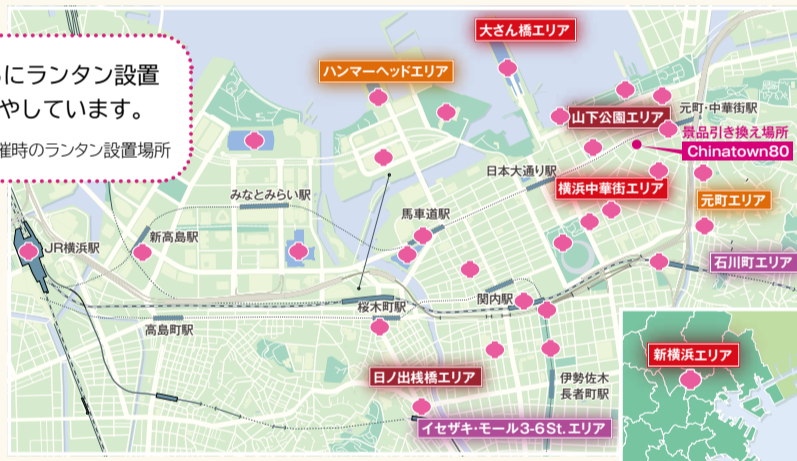 にランタン設置
やしています。
催時のランタン設置場所
大さん橋エリア
ハンマーヘッドエリア
山下公園エリア
元町・中華街駅
景品引き換え場所
Chinatown80
日本大通り駅
みなとみらい駅
横浜中華街エリア
元町エリア
馬車道駅
新高島駅
JR横浜駅
石川町エリア
桜木町駅
関内駅
高島町駅
新横浜エリア
日ノ出桟橋エリア
伊勢佐木
長者町駅
イセザキ・モール3-6St.エリア